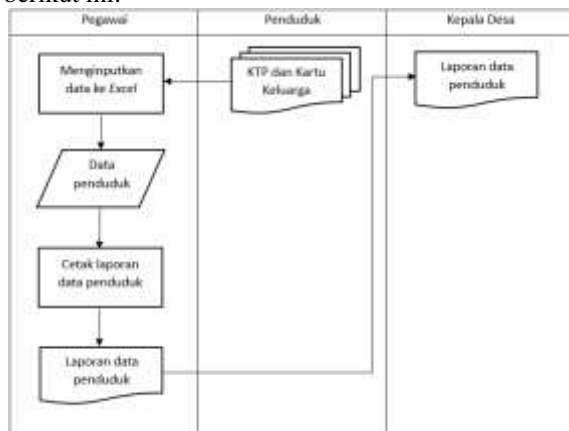 berikut ini:
Pegawai
Penduduk
Kepala Desa
Menginputkan
data ke Excel
KTP dan Kartu
Keluarga
Laporan data
penduduk
Data
penduduk
Cetak laporan
data penduduk
Laporan data
penduduk